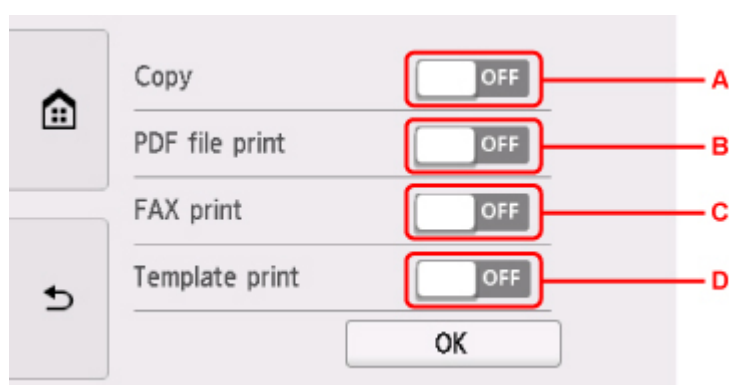 Copy OFF A
PDF file print OFF B
FAX print OFF C
Template print OFF D
OK